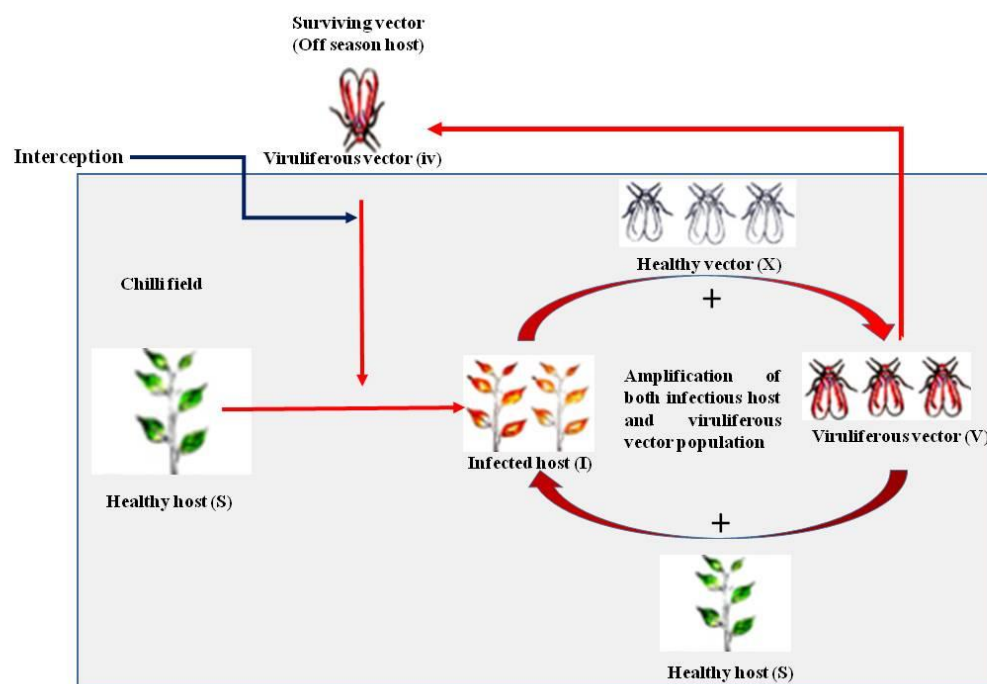 Surviving vector
(Off season host)
Viruliferous vector (iv)
Interception
Healthy vector (X)
Chilli field
+
Amplification of
both infectious host
and viruliferous
vector population
Viruliferous vector (V)
Infected host (I)
Healthy host (S)
+
Healthy host (S)